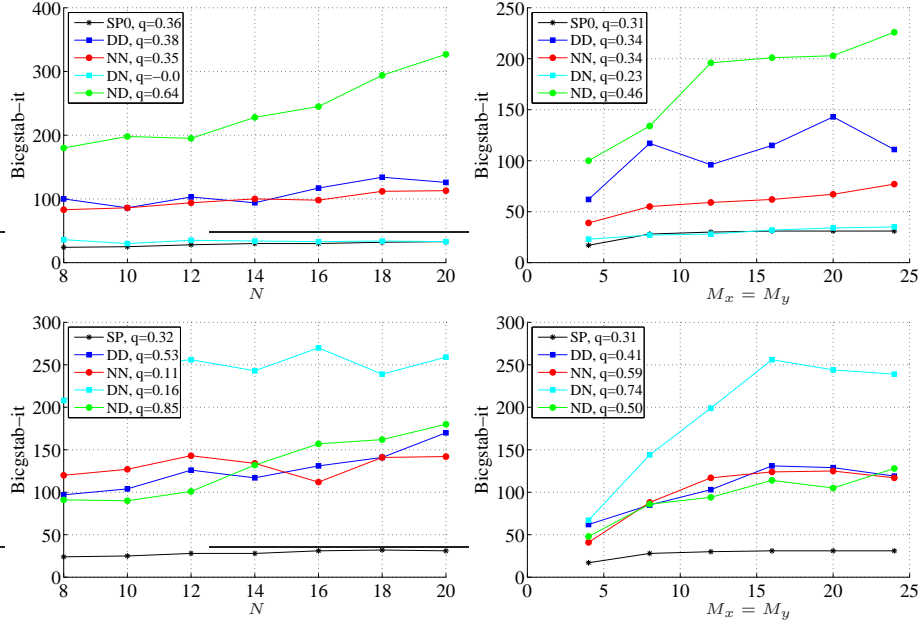 400
300
200
100
0
Bicgstab−it
SP0, q=0.36
DD, q=0.38
NN, q=0.35
DN, q=−0.0
ND, q=0.64
8 10 12 14 16 18 20
N
250
200
150
100
50
0
Bicgstab−it
SP0, q=0.31
DD, q=0.34
NN, q=0.34
DN, q=0.23
ND, q=0.46
0 5 10 15 20 25
Mx = My
300
250
200
150
100
50
0
Bicgstab−it
SP, q=0.32
DD, q=0.53
NN, q=0.11
DN, q=0.16
ND, q=0.85
8 10 12 14 16 18 20
N
300
250
200
150
100
50
0
Bicgstab−it
SP, q=0.31
DD, q=0.41
NN, q=0.59
DN, q=0.74
ND, q=0.50
0 5 10 15 20 25
Mx = My